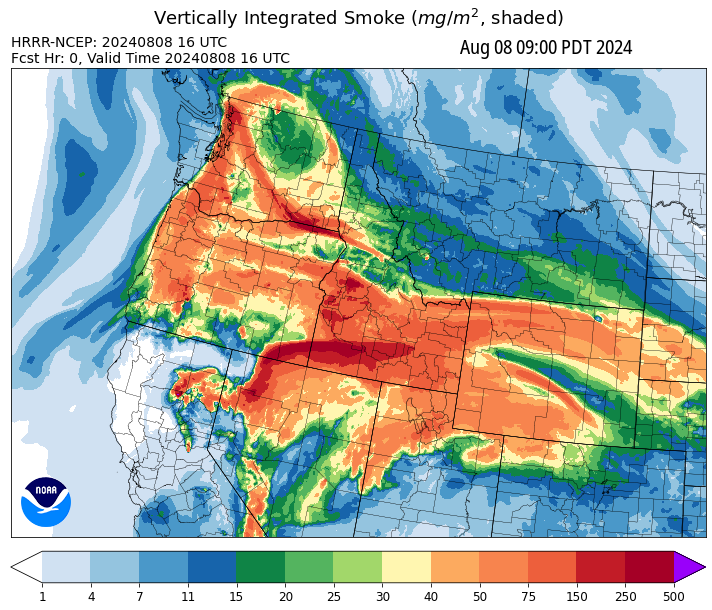 Vertically Integrated Smoke (mg/m², shaded)
HRRR-NCEP: 20240808 16 UTC
Aug 08 09:00 PDT 2024
Fcst Hr: 0, Valid Time 20240808 16 UTC
NOAA
1 4 7 11 15 20 25 30 40 50 75 150 250 500